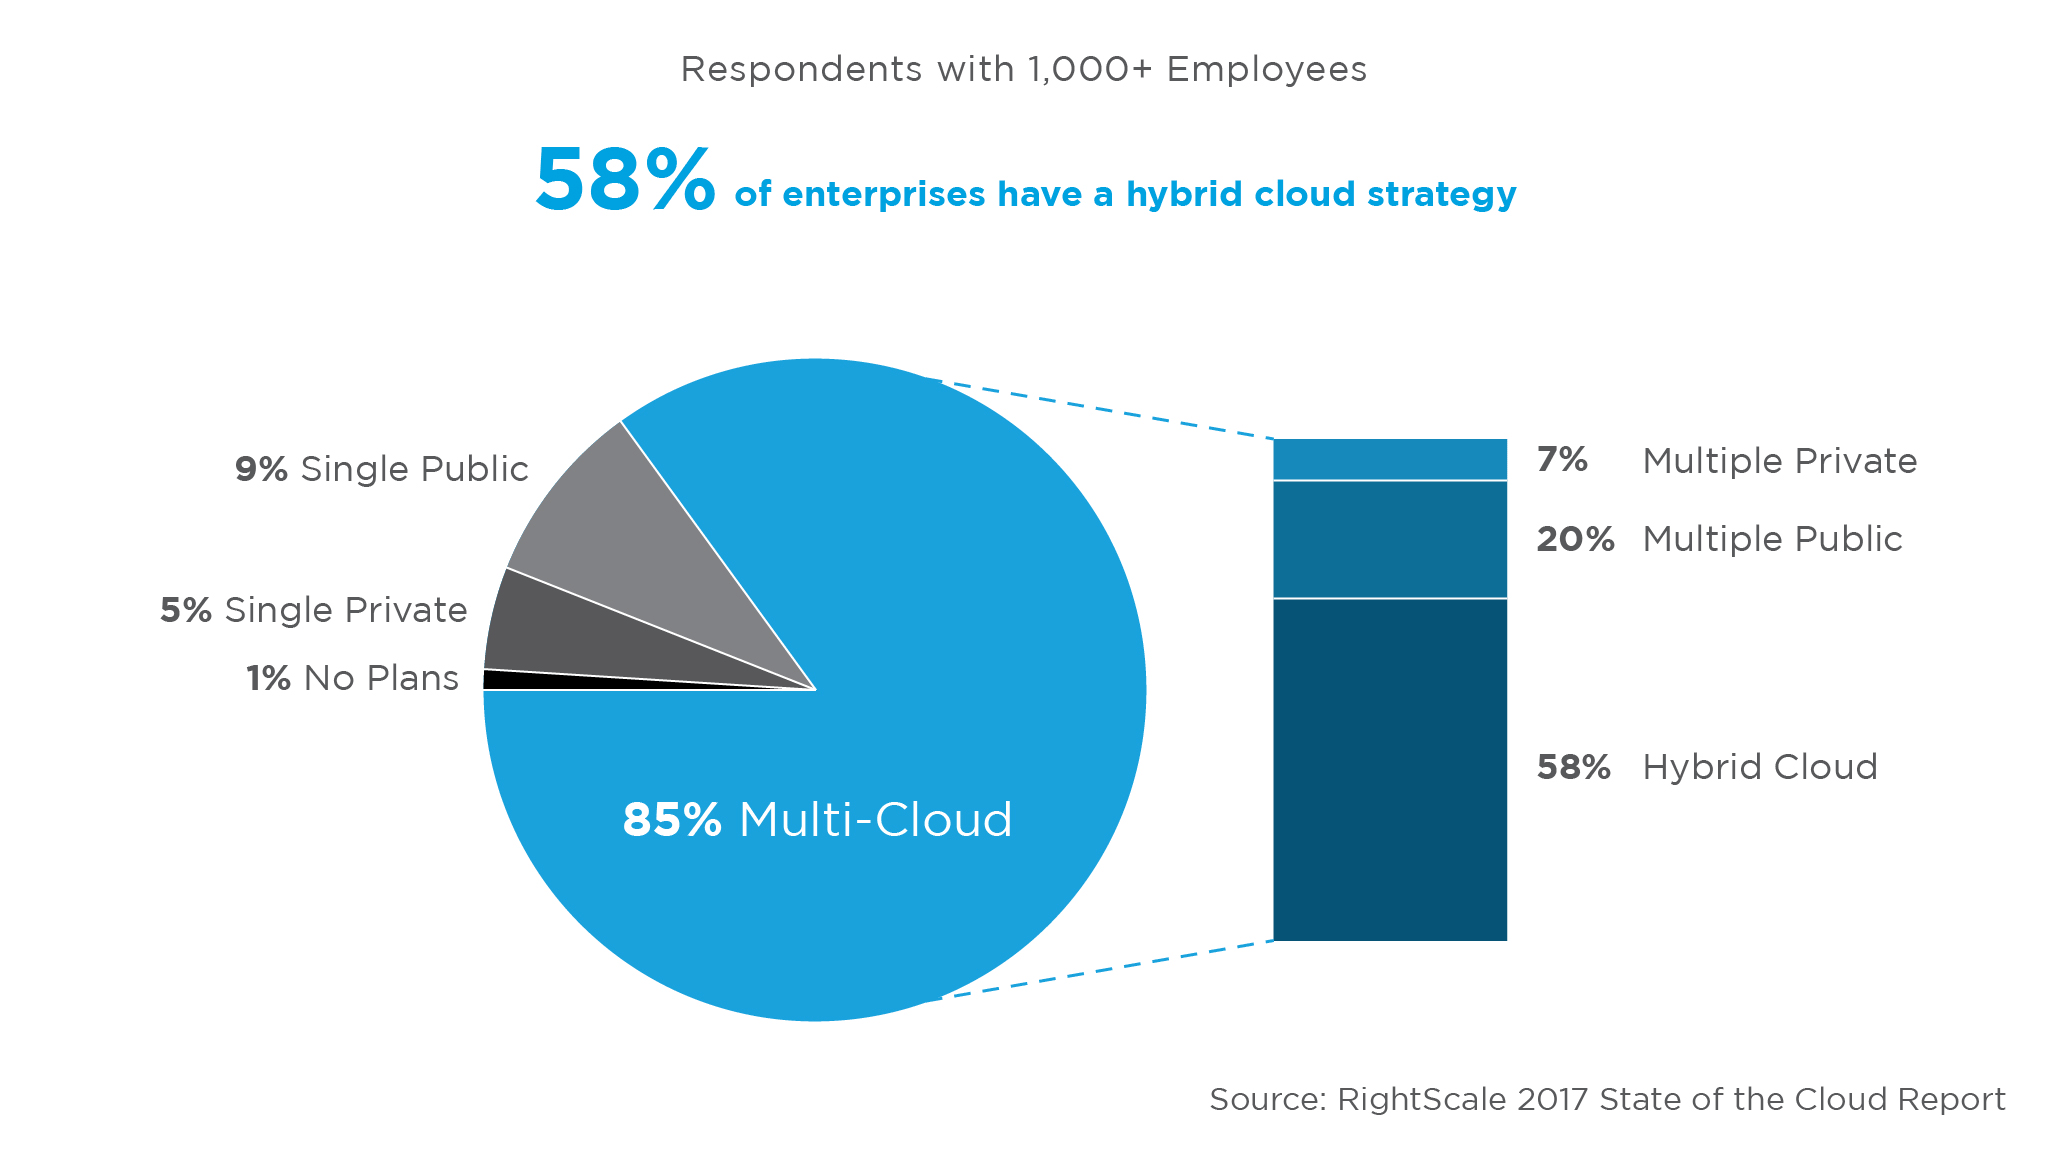 Respondents with 1,000+ Employees
58% of enterprises have a hybrid cloud strategy
9% Single Public
5% Single Private
1% No Plans
85% Multi-Cloud
7% Multiple Private
20% Multiple Public
58% Hybrid Cloud
Source: RightScale 2017 State of the Cloud Report